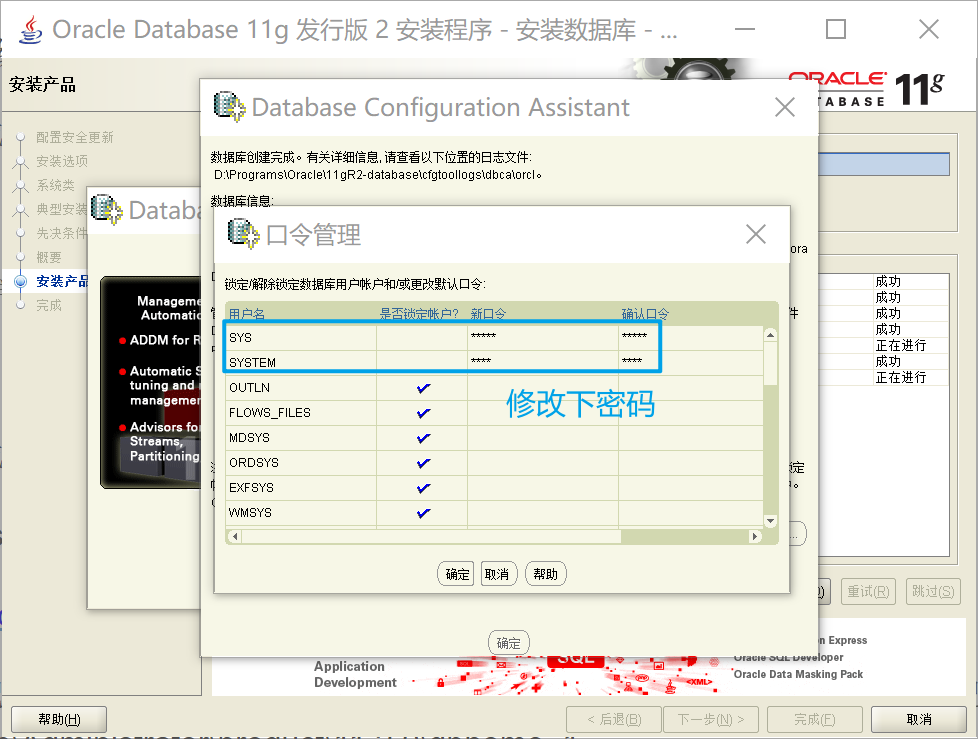 Oracle Database 11g 发行版 2 安装程序 - 安装数据库 - ...
安装产品
ORACLE
DATABASE 11g
配置安全更新
安装选项
系统类
典型安装
先决条件
概要
安装产品
完成
Databa
Manageme
Automatic
ADDM for R
Automatic S
tuning and
management
Advisors for
Streams,
Partitioning
Database Configuration Assistant
数据库创建完成。有关详细信息, 请查看以下位置的日志文件:
D:\Programs\Oracle\11gR2-database\cfgtoollogs\dbca\orcl。
数据库信息:
ora
件
定
口令管理
锁定/解除锁定数据库用户帐户和/或更改默认口令:
用户名 是否锁定帐户? 新口令 确认口令
SYS ***** *****
SYSTEM **** ****
OUTLN ✔
FLOWS_FILES ✔
MDSYS ✔
ORDSYS ✔
EXFSYS ✔
WMSYS ✔
修改下密码
确定 取消 帮助
...
确定
成功
成功
成功
成功
正在进行
成功
正在进行
重试(R) 跳过(S)
Application
Development
SQL
<XML>
n Express
Oracle SQL Developer
Oracle Data Masking Pack
帮助(H) < 后退(B) 下一步(N) > 完成(F) 取消